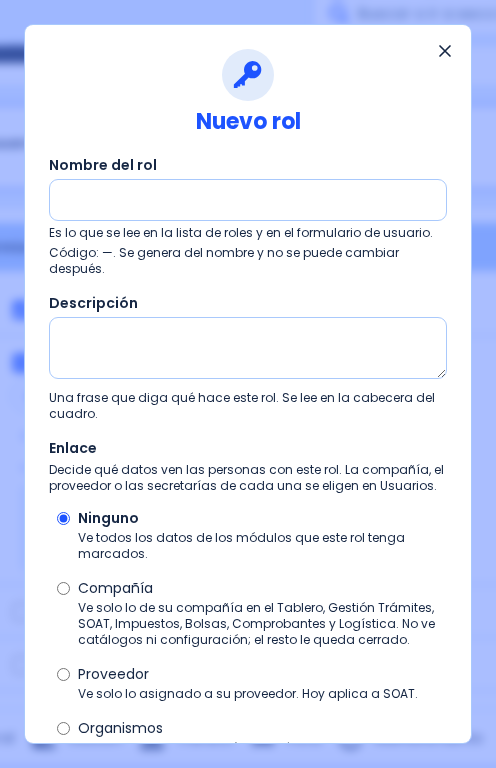 Nuevo rol
Nombre del rol
Es lo que se lee en la lista de roles y en el formulario de usuario.
Código: —. Se genera del nombre y no se puede cambiar
después.
Descripción
Una frase que diga qué hace este rol. Se lee en la cabecera del
cuadro.
Enlace
Decide qué datos ven las personas con este rol. La compañía, el
proveedor o las secretarías de cada una se eligen en Usuarios.
Ninguno
Ve todos los datos de los módulos que este rol tenga
marcados.
Compañía
Ve solo lo de su compañía en el Tablero, Gestión Trámites,
SOAT, Impuestos, Bolsas, Comprobantes y Logística. No ve
catálogos ni configuración; el resto le queda cerrado.
Proveedor
Ve solo lo asignado a su proveedor. Hoy aplica a SOAT.
Organismos